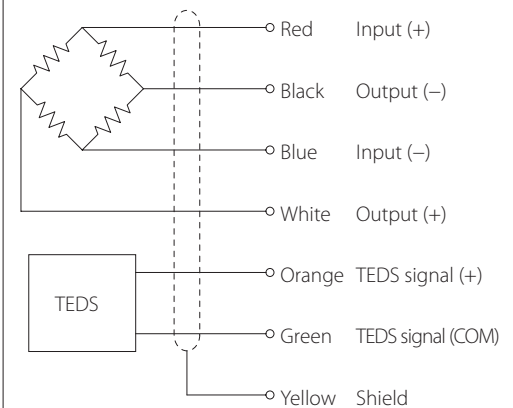 Red Input (+)
Black Output (−)
Blue Input (−)
White Output (+)
Orange TEDS signal (+)
TEDS
Green TEDS signal (COM)
Yellow Shield